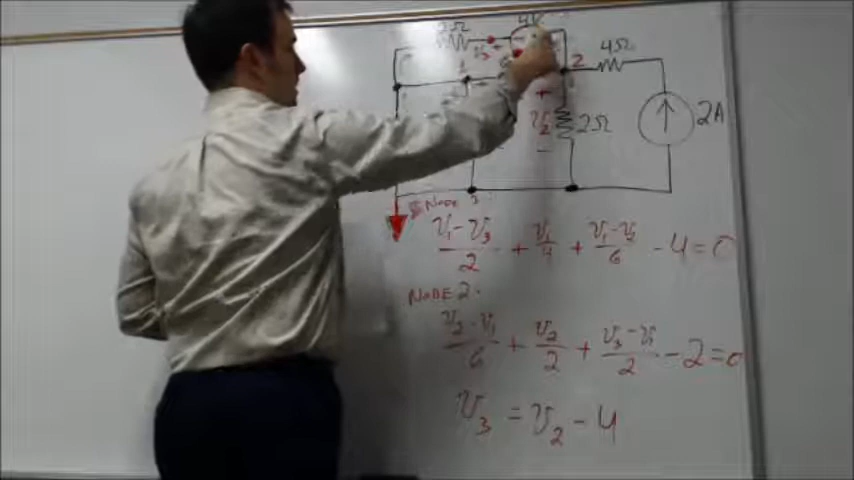 2Ω
4V
V3 +
2
4Ω
+
V2
2Ω
2A
-
Node
V1-V3/2 + V1/4 + V1-V2/6 - 4 = 0
NODE 2.
V2-V1/6 + V2/2 + V3-V1/2 - 2 = 0
V3 = V2 - 4